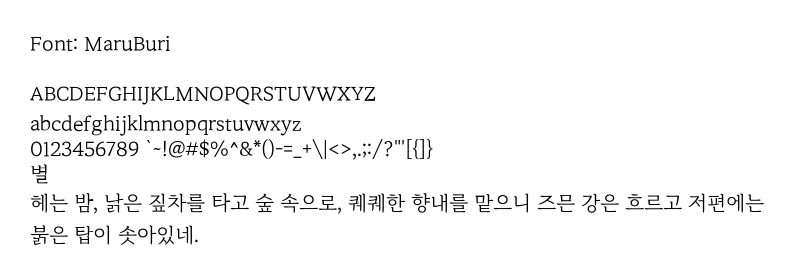 Font: MaruBuri
ABCDEFGHIJKLMNOPQRSTUVWXYZ
abcdefghijklmnopqrstuvwxyz
0123456789 `~!@#$%^&*()-=_+\|<>,.;:/?"'[{]}
별
헤는 밤, 낡은 짚차를 타고 숲 속으로, 퀘퀘한 향내를 맡으니 즈믄 강은 흐르고 저편에는
붉은 탑이 솟아있네.